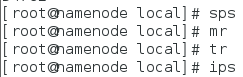 [root@namenode local]# sps
[root@namenode local]# mr
[root@namenode local]# tr
[root@namenode local]# ips